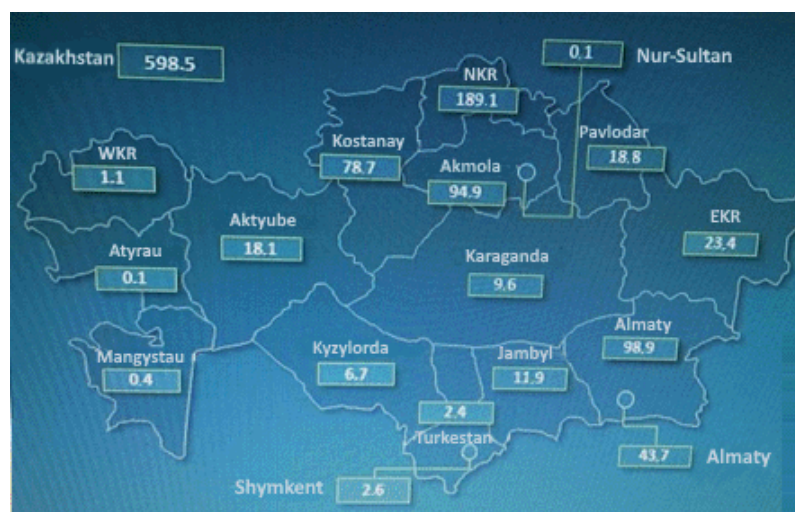 Kazakhstan 598.5
0,1 Nur-Sultan
NKR
189.1
Kostanay
78.7
Akmola
94.9
Pavlodar
18.8
WKR
1.1
Aktyube
18.1
EKR
23,4
Atyrau
0.1
Karaganda
9,6
Almaty
98,9
Mangystau
0.4
Kyzylorda
6.7
Jambyl
11,9
2.4
Turkestan
43,7 Almaty
Shymkent 2.6